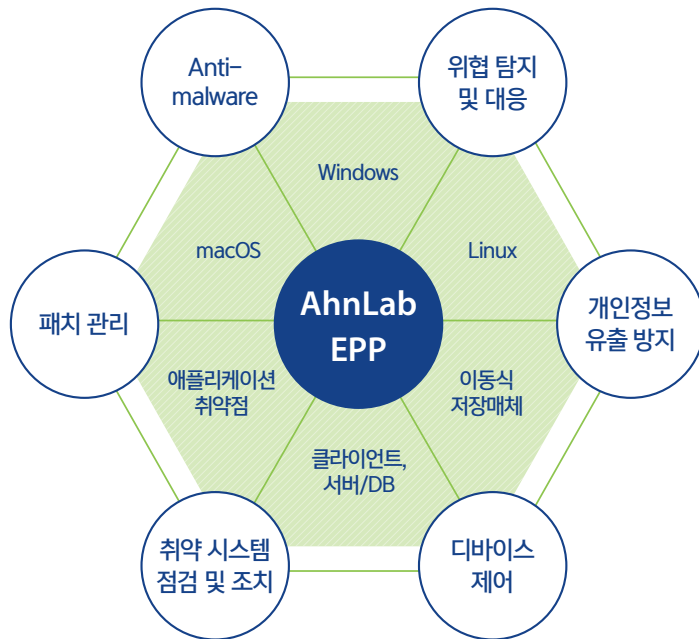 Anti-
malware
위협 탐지
및 대응
Windows
macOS
Linux
AhnLab
EPP
패치 관리
개인정보
유출 방지
애플리케이션
취약점
이동식
저장매체
클라이언트,
서버/DB
취약 시스템
점검 및 조치
디바이스
제어